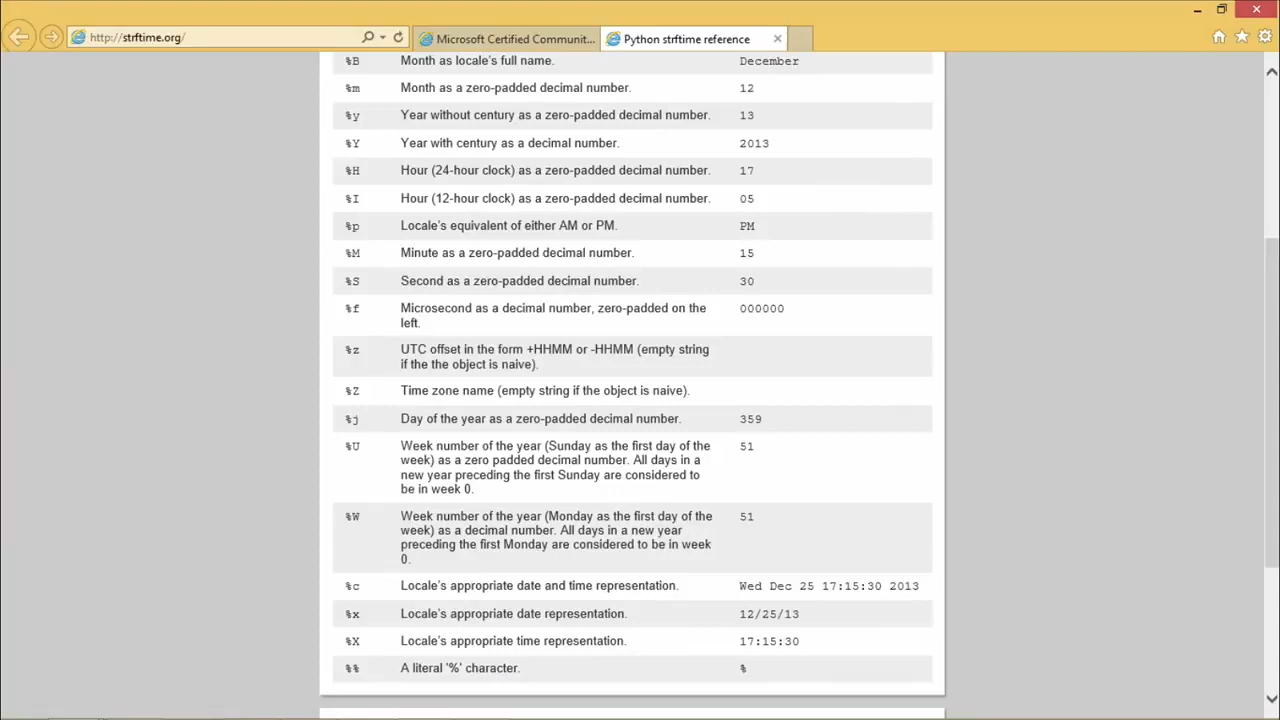 http://strftime.org/
Microsoft Certified Communit...
Python strftime reference
%B Month as locale's full name. December
%m Month as a zero-padded decimal number. 12
%y Year without century as a zero-padded decimal number. 13
%Y Year with century as a decimal number. 2013
%H Hour (24-hour clock) as a zero-padded decimal number. 17
%I Hour (12-hour clock) as a zero-padded decimal number. 05
%p Locale's equivalent of either AM or PM. PM
%M Minute as a zero-padded decimal number. 15
%S Second as a zero-padded decimal number. 30
%f Microsecond as a decimal number, zero-padded on the 000000
left.
%z UTC offset in the form +HHMM or -HHMM (empty string
if the the object is naive).
%Z Time zone name (empty string if the object is naive).
%j Day of the year as a zero-padded decimal number. 359
%U Week number of the year (Sunday as the first day of the 51
week) as a zero padded decimal number. All days in a
new year preceding the first Sunday are considered to
be in week 0.
%W Week number of the year (Monday as the first day of the 51
week) as a decimal number. All days in a new year
preceding the first Monday are considered to be in week
0.
%c Locale's appropriate date and time representation. Wed Dec 25 17:15:30 2013
%x Locale's appropriate date representation. 12/25/13
%X Locale's appropriate time representation. 17:15:30
%% A literal '%' character. %